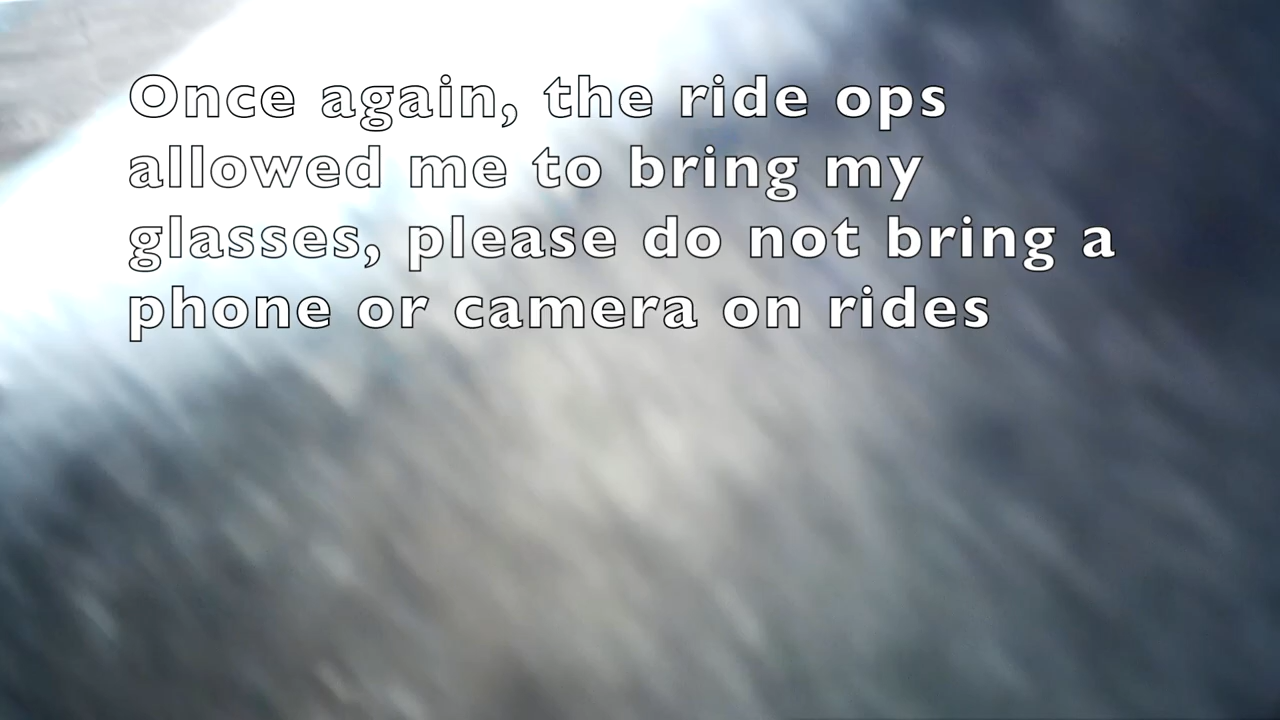 Once again, the ride ops
allowed me to bring my
glasses, please do not bring a
phone or camera on rides